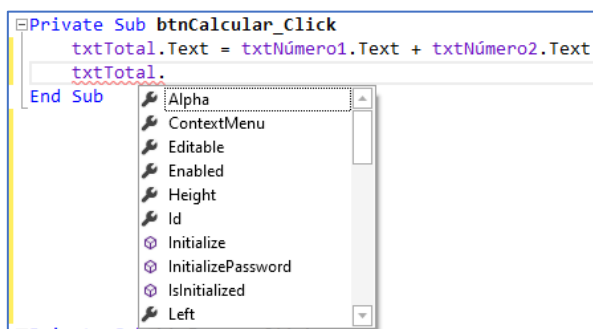 Private Sub btnCalcular_Click
txtTotal.Text = txtNúmero1.Text + txtNúmero2.Text
txtTotal.
End Sub
Alpha
ContextMenu
Editable
Enabled
Height
Id
Initialize
InitializePassword
IsInitialized
Left